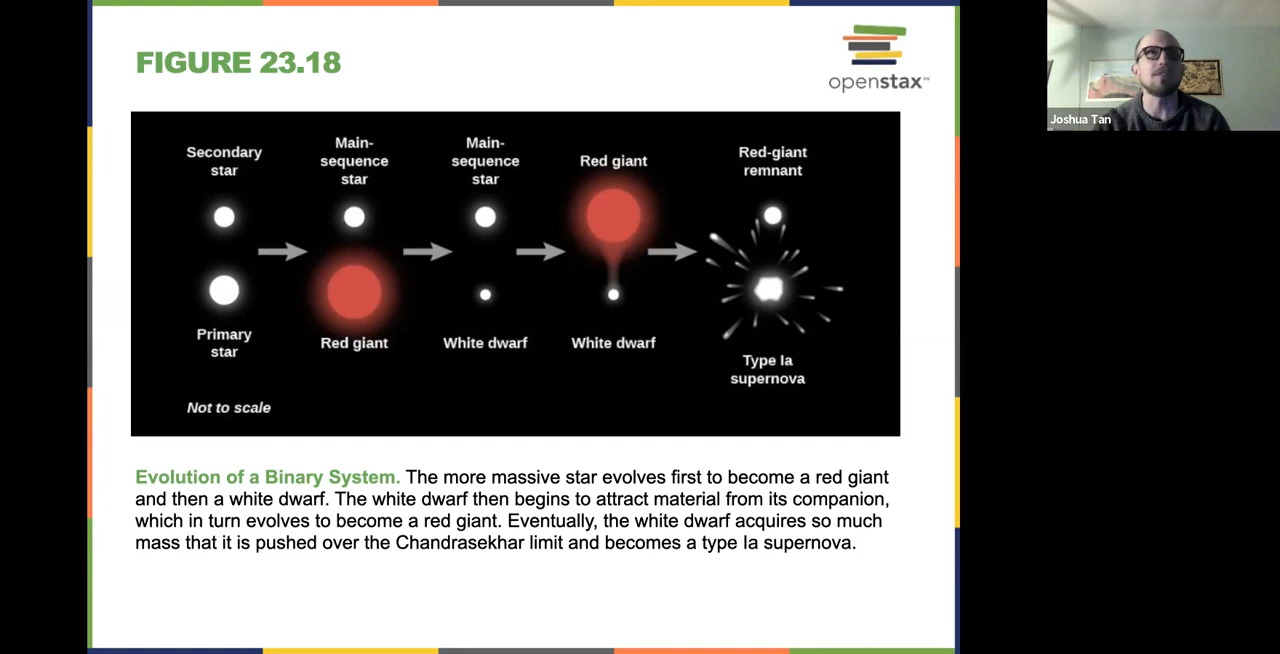 FIGURE 23.18
openstax™
Joshua Tan
Secondary
star
Main-
sequence
star
Main-
sequence
star
Red giant
Red-giant
remnant
Primary
star
Red giant
White dwarf
White dwarf
Type Ia
supernova
Not to scale
Evolution of a Binary System. The more massive star evolves first to become a red giant
and then a white dwarf. The white dwarf then begins to attract material from its companion,
which in turn evolves to become a red giant. Eventually, the white dwarf acquires so much
mass that it is pushed over the Chandrasekhar limit and becomes a type Ia supernova.